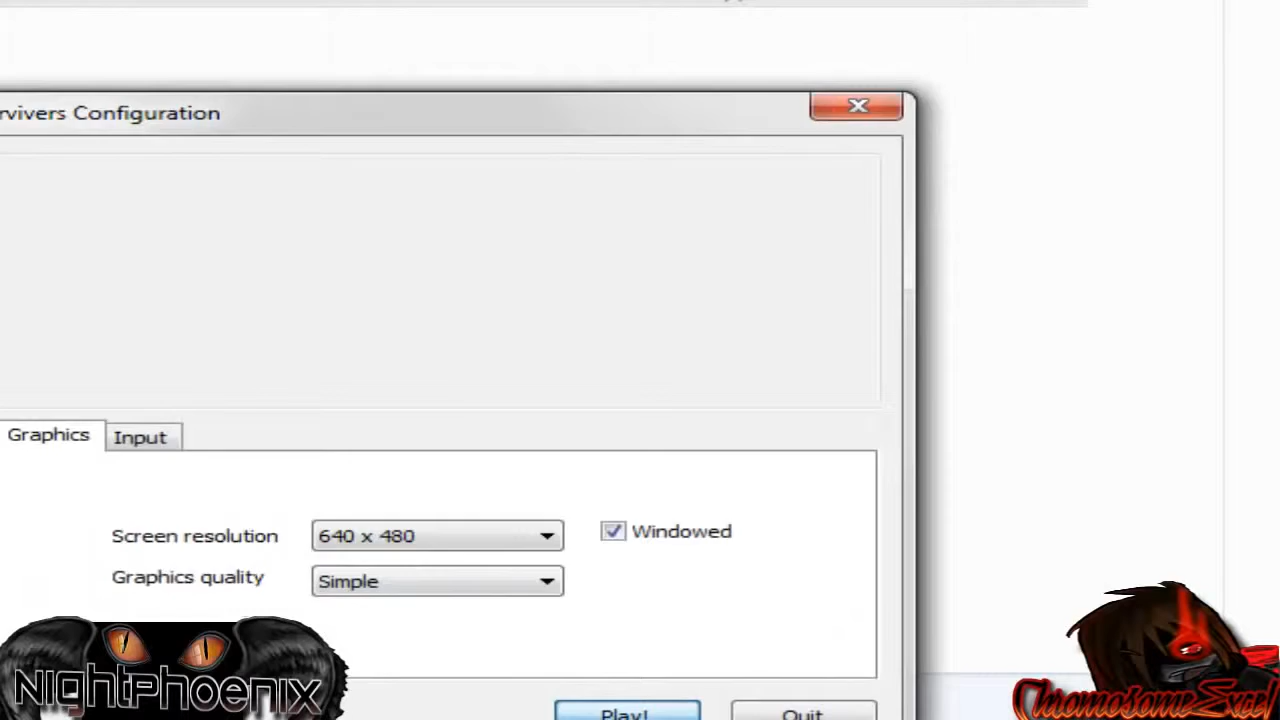 rvivers Configuration
Graphics
Input
Screen resolution
640 x 480
Windowed
Graphics quality
Simple
NightPhoenix
ChromosomeExcel
Play!
Quit